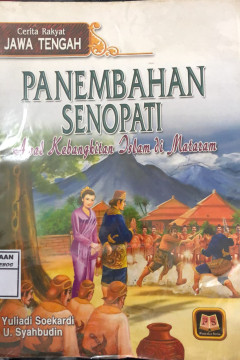 Cerita Rakyat
JAWA TENGAH
PANEMBAHAN
SENOPATI
Awal Kebangkitan Islam di Mataram
Yuliadi Soekardi
U. Syahbudin